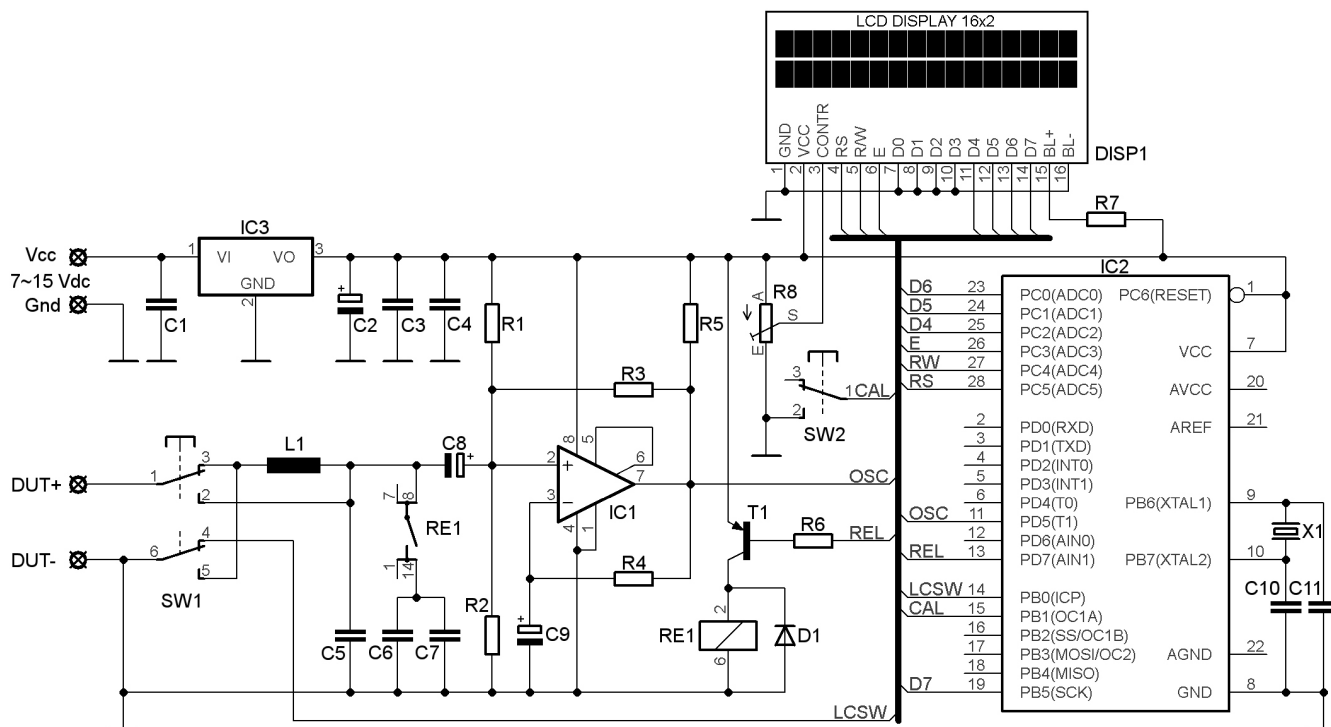 LCD DISPLAY 16x2
GND VCC CONTR RS R/W E D0 D1 D2 D3 D4 D5 D6 D7 BL+ BL-
1 2 3 4 5 6 7 8 9 10 11 12 13 14 15 16
DISP1
R7
Vcc
7~15 Vdc
Gnd
IC3
1 VI VO 3
GND
2
C1
+
C2
C3
C4
R1
R5
A
R8
S
E
R3
3
1 CAL
2
SW2
IC2
D6 23 PC0(ADC0) PC6(RESET) 1
D5 24 PC1(ADC1)
D4 25 PC2(ADC2)
E 26 PC3(ADC3) VCC 7
RW 27 PC4(ADC4)
RS 28 PC5(ADC5) AVCC 20
2 PD0(RXD) AREF 21
3 PD1(TXD)
4 PD2(INT0)
5 PD3(INT1)
6 PD4(T0) PB6(XTAL1) 9
OSC 11 PD5(T1)
X1
12 PD6(AIN0)
REL 13 PD7(AIN1) PB7(XTAL2) 10
LCSW 14 PB0(ICP)
CAL 15 PB1(OC1A)
16 PB2(SS/OC1B)
17 PB3(MOSI/OC2) AGND 22
18 PB4(MISO)
D7 19 PB5(SCK) GND 8
C10
C11
DUT+
1
3
2
L1
C8
+
DUT-
6
4
5
SW1
7 8
RE1
1 14
2 +
3 −
8 5
6
7
4 1
IC1
OSC
T1
R6
REL
R4
R2
+
C9
RE1
2
6
D1
C5
C6
C7
LCSW